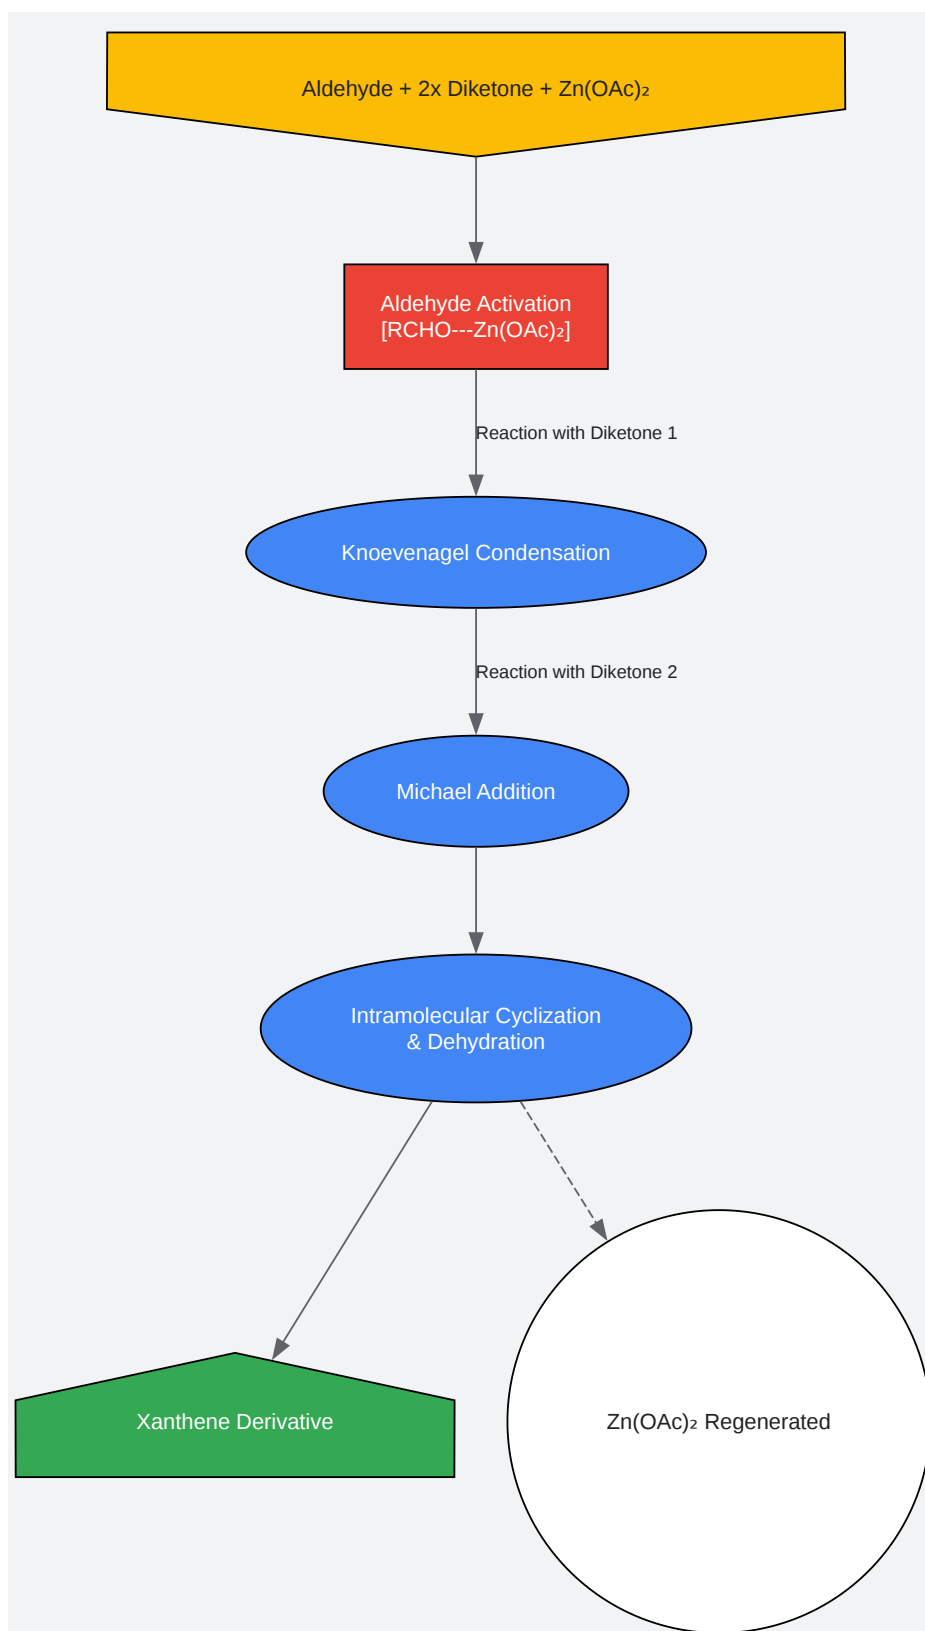 Aldehyde + 2x Diketone + Zn(OAc)₂
Aldehyde Activation
[RCHO---Zn(OAc)₂]
Reaction with Diketone 1
Knoevenagel Condensation
Reaction with Diketone 2
Michael Addition
Intramolecular Cyclization
& Dehydration
Xanthene Derivative
Zn(OAc)₂ Regenerated